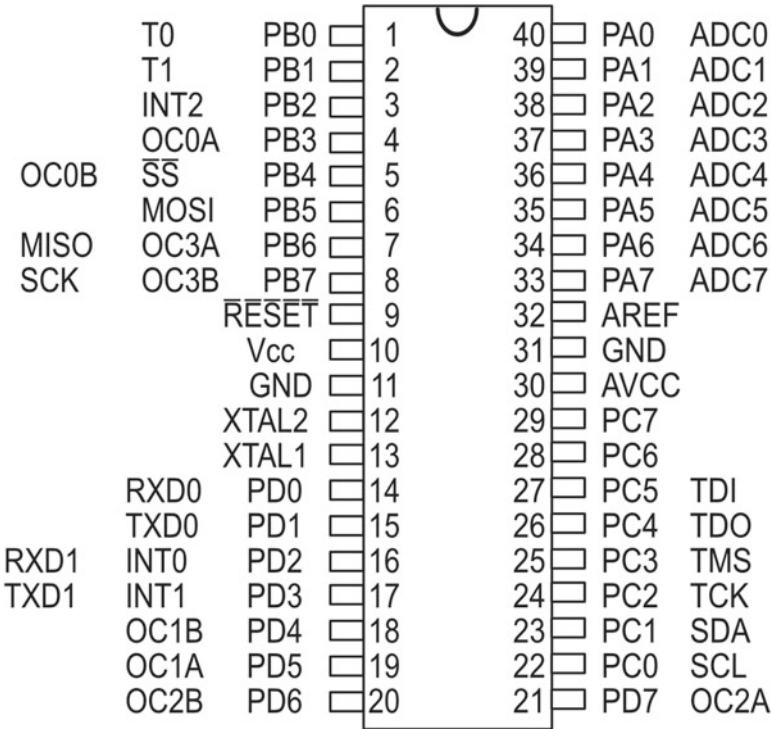 T0 PB0 1 40 PA0 ADC0
T1 PB1 2 39 PA1 ADC1
INT2 PB2 3 38 PA2 ADC2
OC0A PB3 4 37 PA3 ADC3
OC0B SS PB4 5 36 PA4 ADC4
MOSI PB5 6 35 PA5 ADC5
MISO OC3A PB6 7 34 PA6 ADC6
SCK OC3B PB7 8 33 PA7 ADC7
RESET 9 32 AREF
Vcc 10 31 GND
GND 11 30 AVCC
XTAL2 12 29 PC7
XTAL1 13 28 PC6
RXD0 PD0 14 27 PC5 TDI
TXD0 PD1 15 26 PC4 TDO
RXD1 INT0 PD2 16 25 PC3 TMS
TXD1 INT1 PD3 17 24 PC2 TCK
OC1B PD4 18 23 PC1 SDA
OC1A PD5 19 22 PC0 SCL
OC2B PD6 20 21 PD7 OC2A